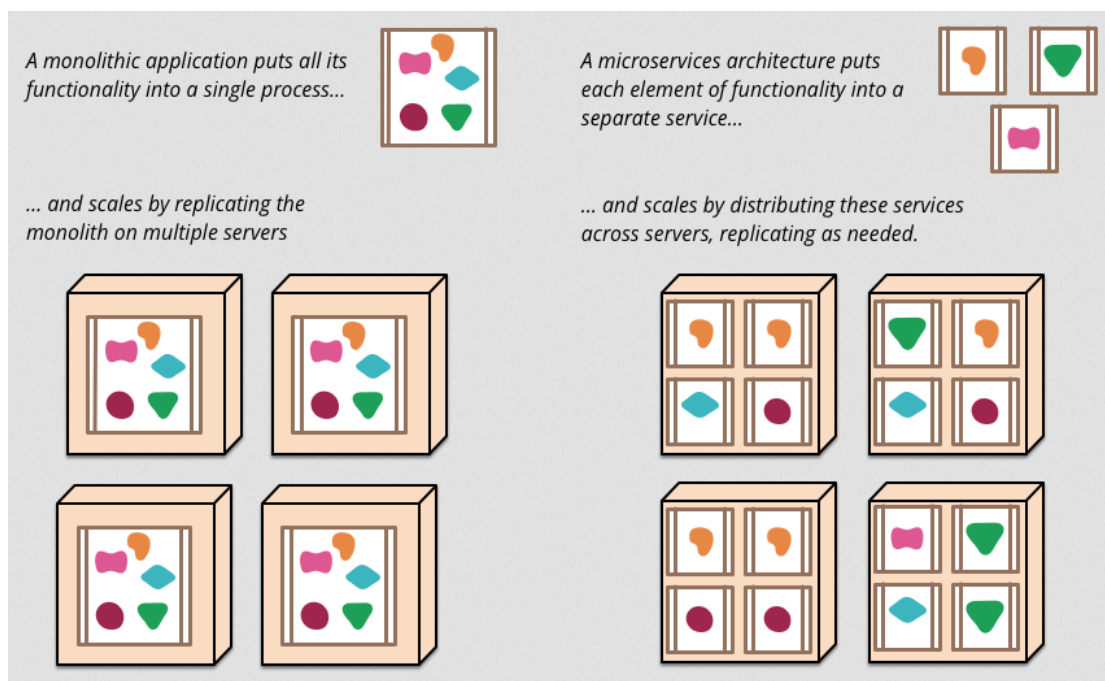 A monolithic application puts all its
functionality into a single process...
... and scales by replicating the
monolith on multiple servers
A microservices architecture puts
each element of functionality into a
separate service...
... and scales by distributing these services
across servers, replicating as needed.